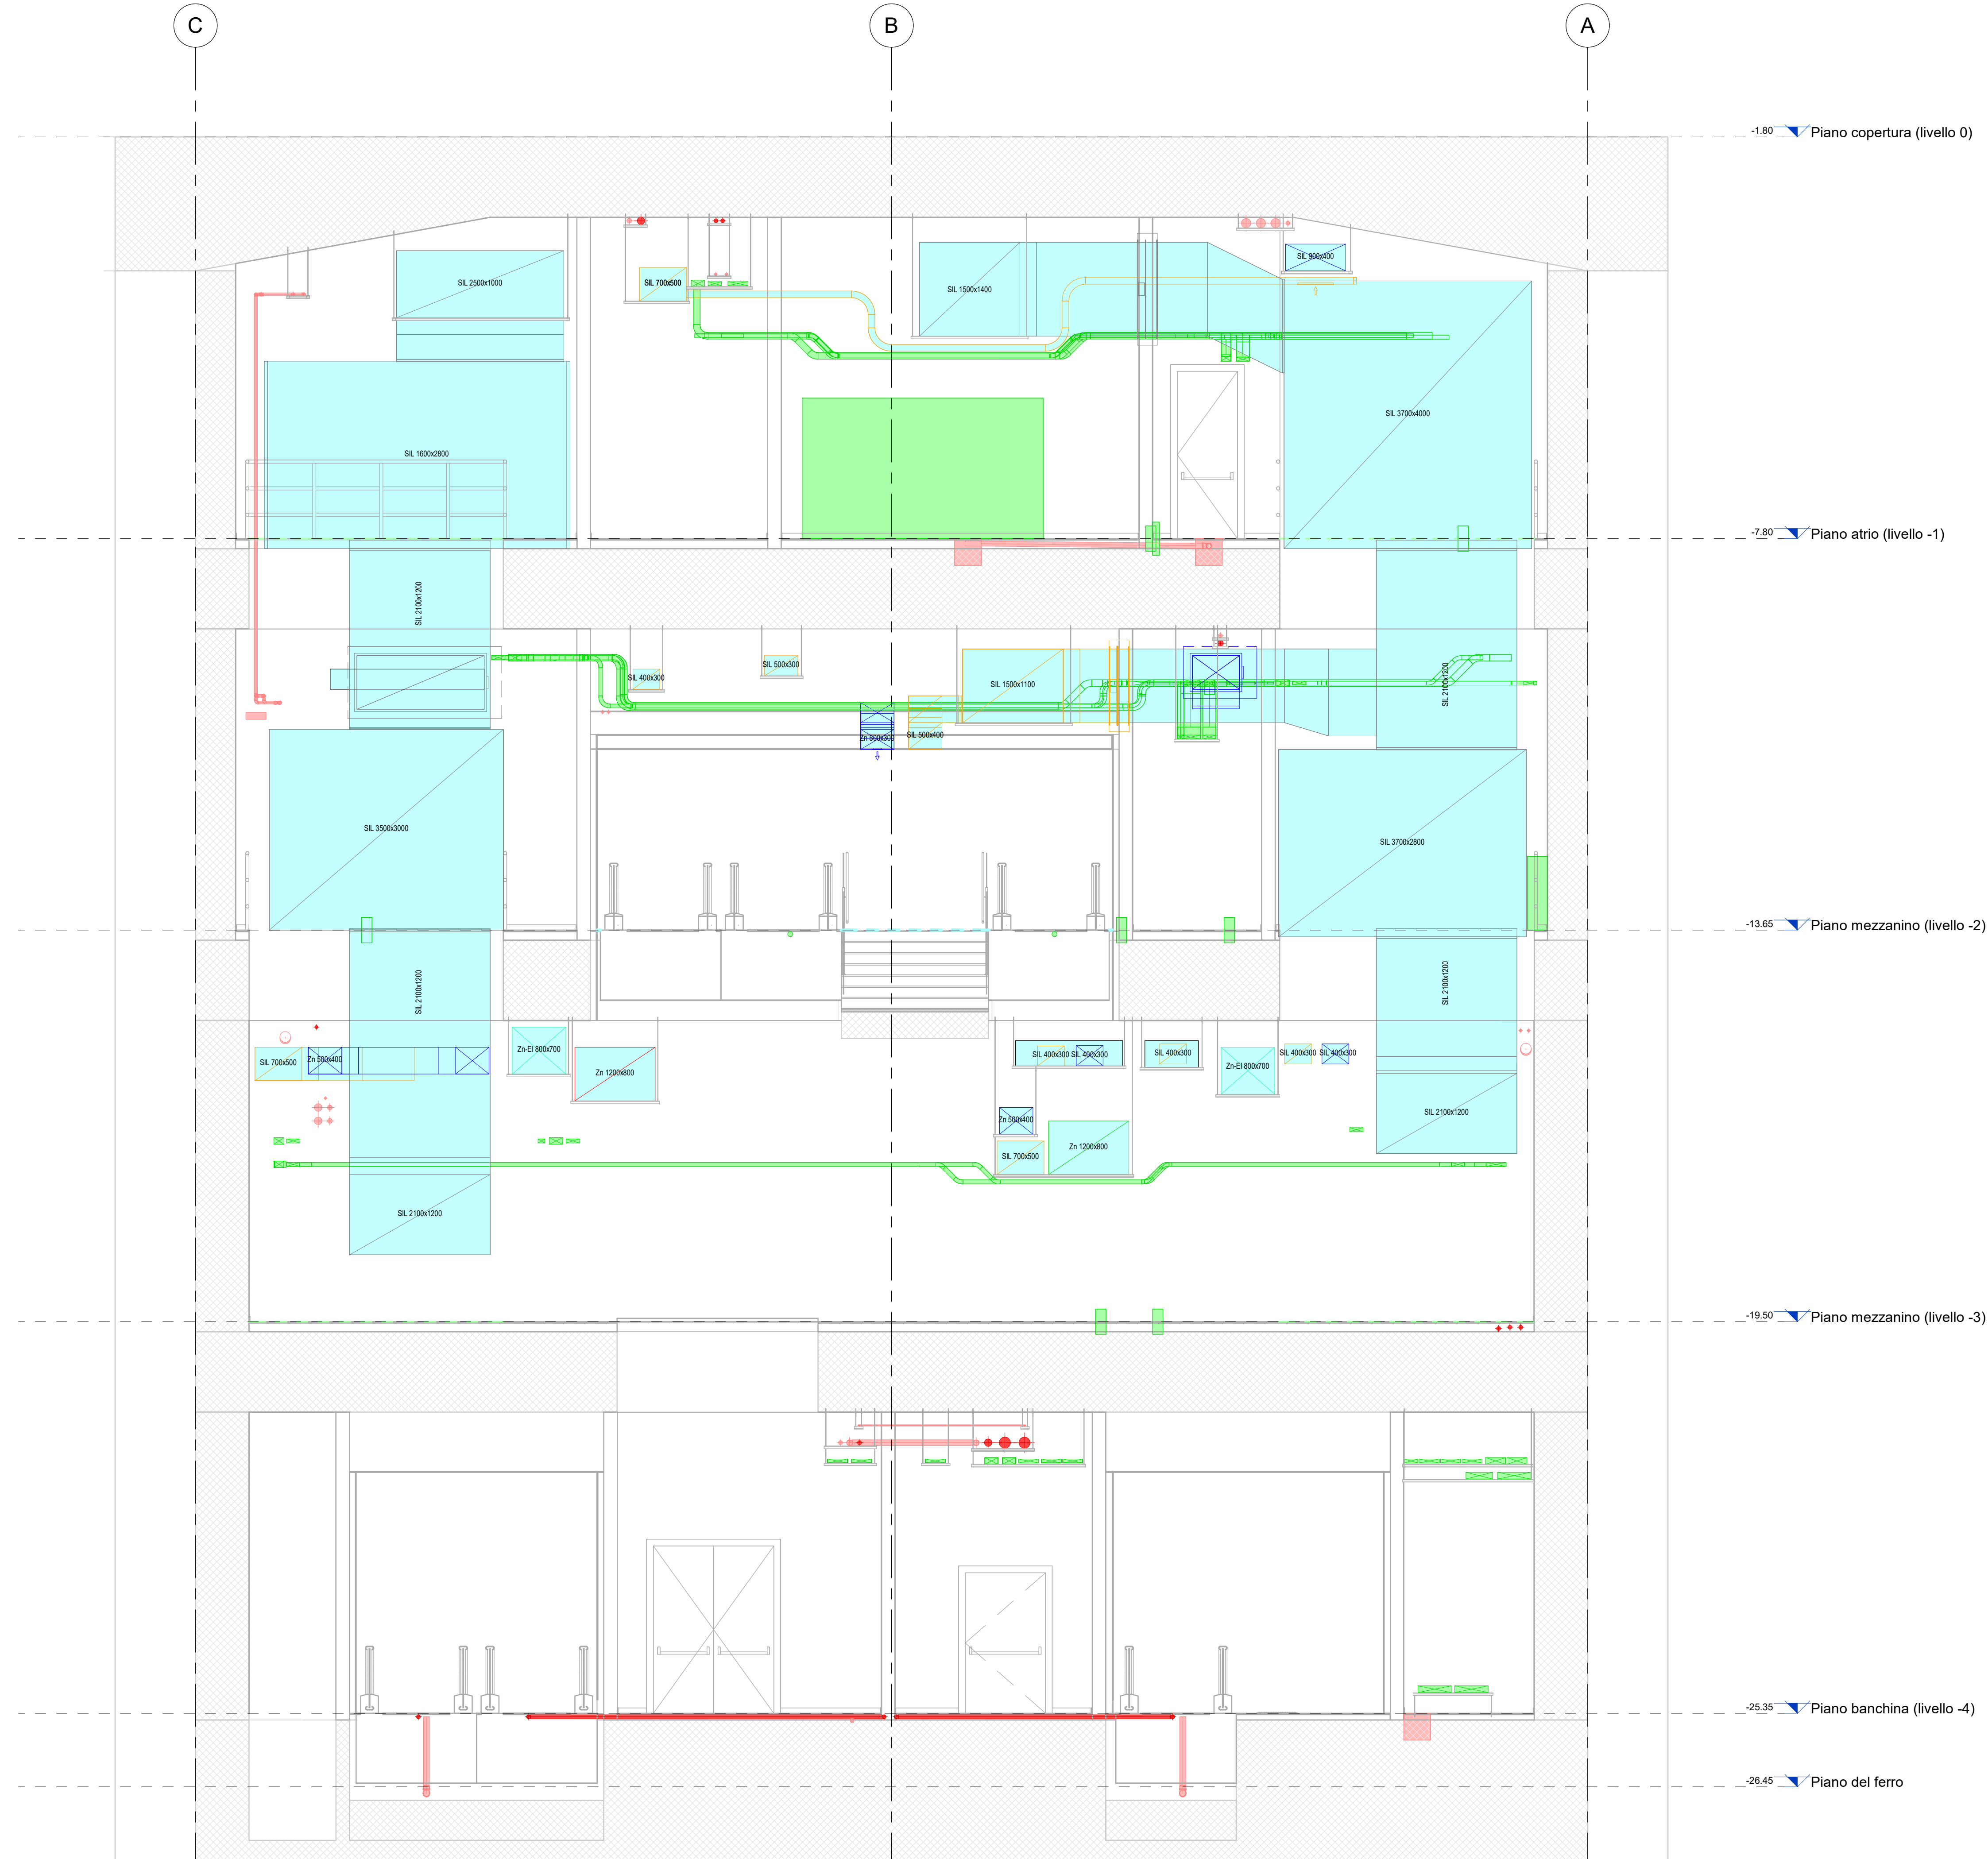 C
B
A
-1.80 Piano copertura (livello 0)
SIL 2500x1000
SIL 700x500
SIL 1500x1400
SIL 900x400
SIL 3700x4000
SIL 1600x2800
-7.80 Piano atrio (livello -1)
SIL 2100x1200
SIL 400x300
SIL 500x300
SIL 1500x1100
SIL 2100x1200
Zn 500x300
SIL 500x400
SIL 3500x3000
SIL 3700x2800
-13.65 Piano mezzanino (livello -2)
SIL 2100x1200
SIL 2100x1200
SIL 700x500
Zn 500x400
Zn-EI 800x700
Zn 1200x800
SIL 400x300
SIL 400x300
SIL 400x300
Zn-EI 800x700
SIL 400x300
SIL 400x300
SIL 2100x1200
Zn 500x400
SIL 700x500
Zn 1200x800
SIL 2100x1200
-19.50 Piano mezzanino (livello -3)
-25.35 Piano banchina (livello -4)
-26.45 Piano del ferro